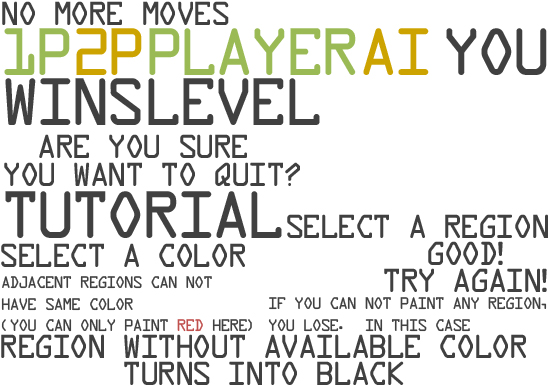 NO MORE MOVES
1P2PPLAYERAI YOU
WINSLEVEL
ARE YOU SURE
YOU WANT TO QUIT?
TUTORIAL SELECT A REGION
SELECT A COLOR GOOD!
ADJACENT REGIONS CAN NOT TRY AGAIN!
HAVE SAME COLOR IF YOU CAN NOT PAINT ANY REGION,
(YOU CAN ONLY PAINT RED HERE) YOU LOSE. IN THIS CASE
REGION WITHOUT AVAILABLE COLOR
TURNS INTO BLACK